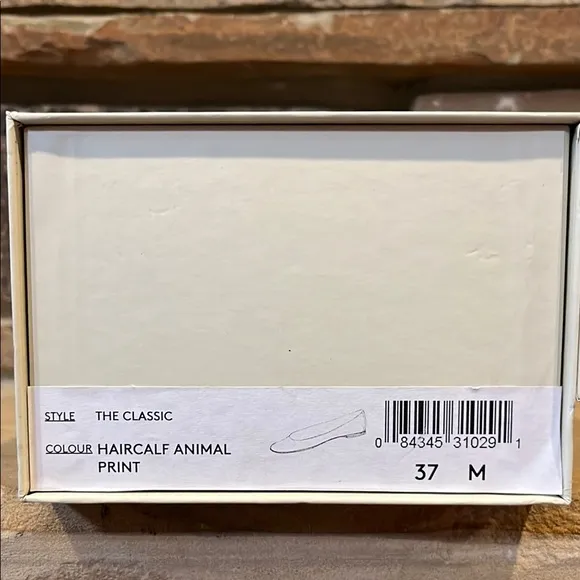 STYLE THE CLASSIC
COLOUR HAIRCALF ANIMAL
PRINT
0 84345 31029 1
37 M